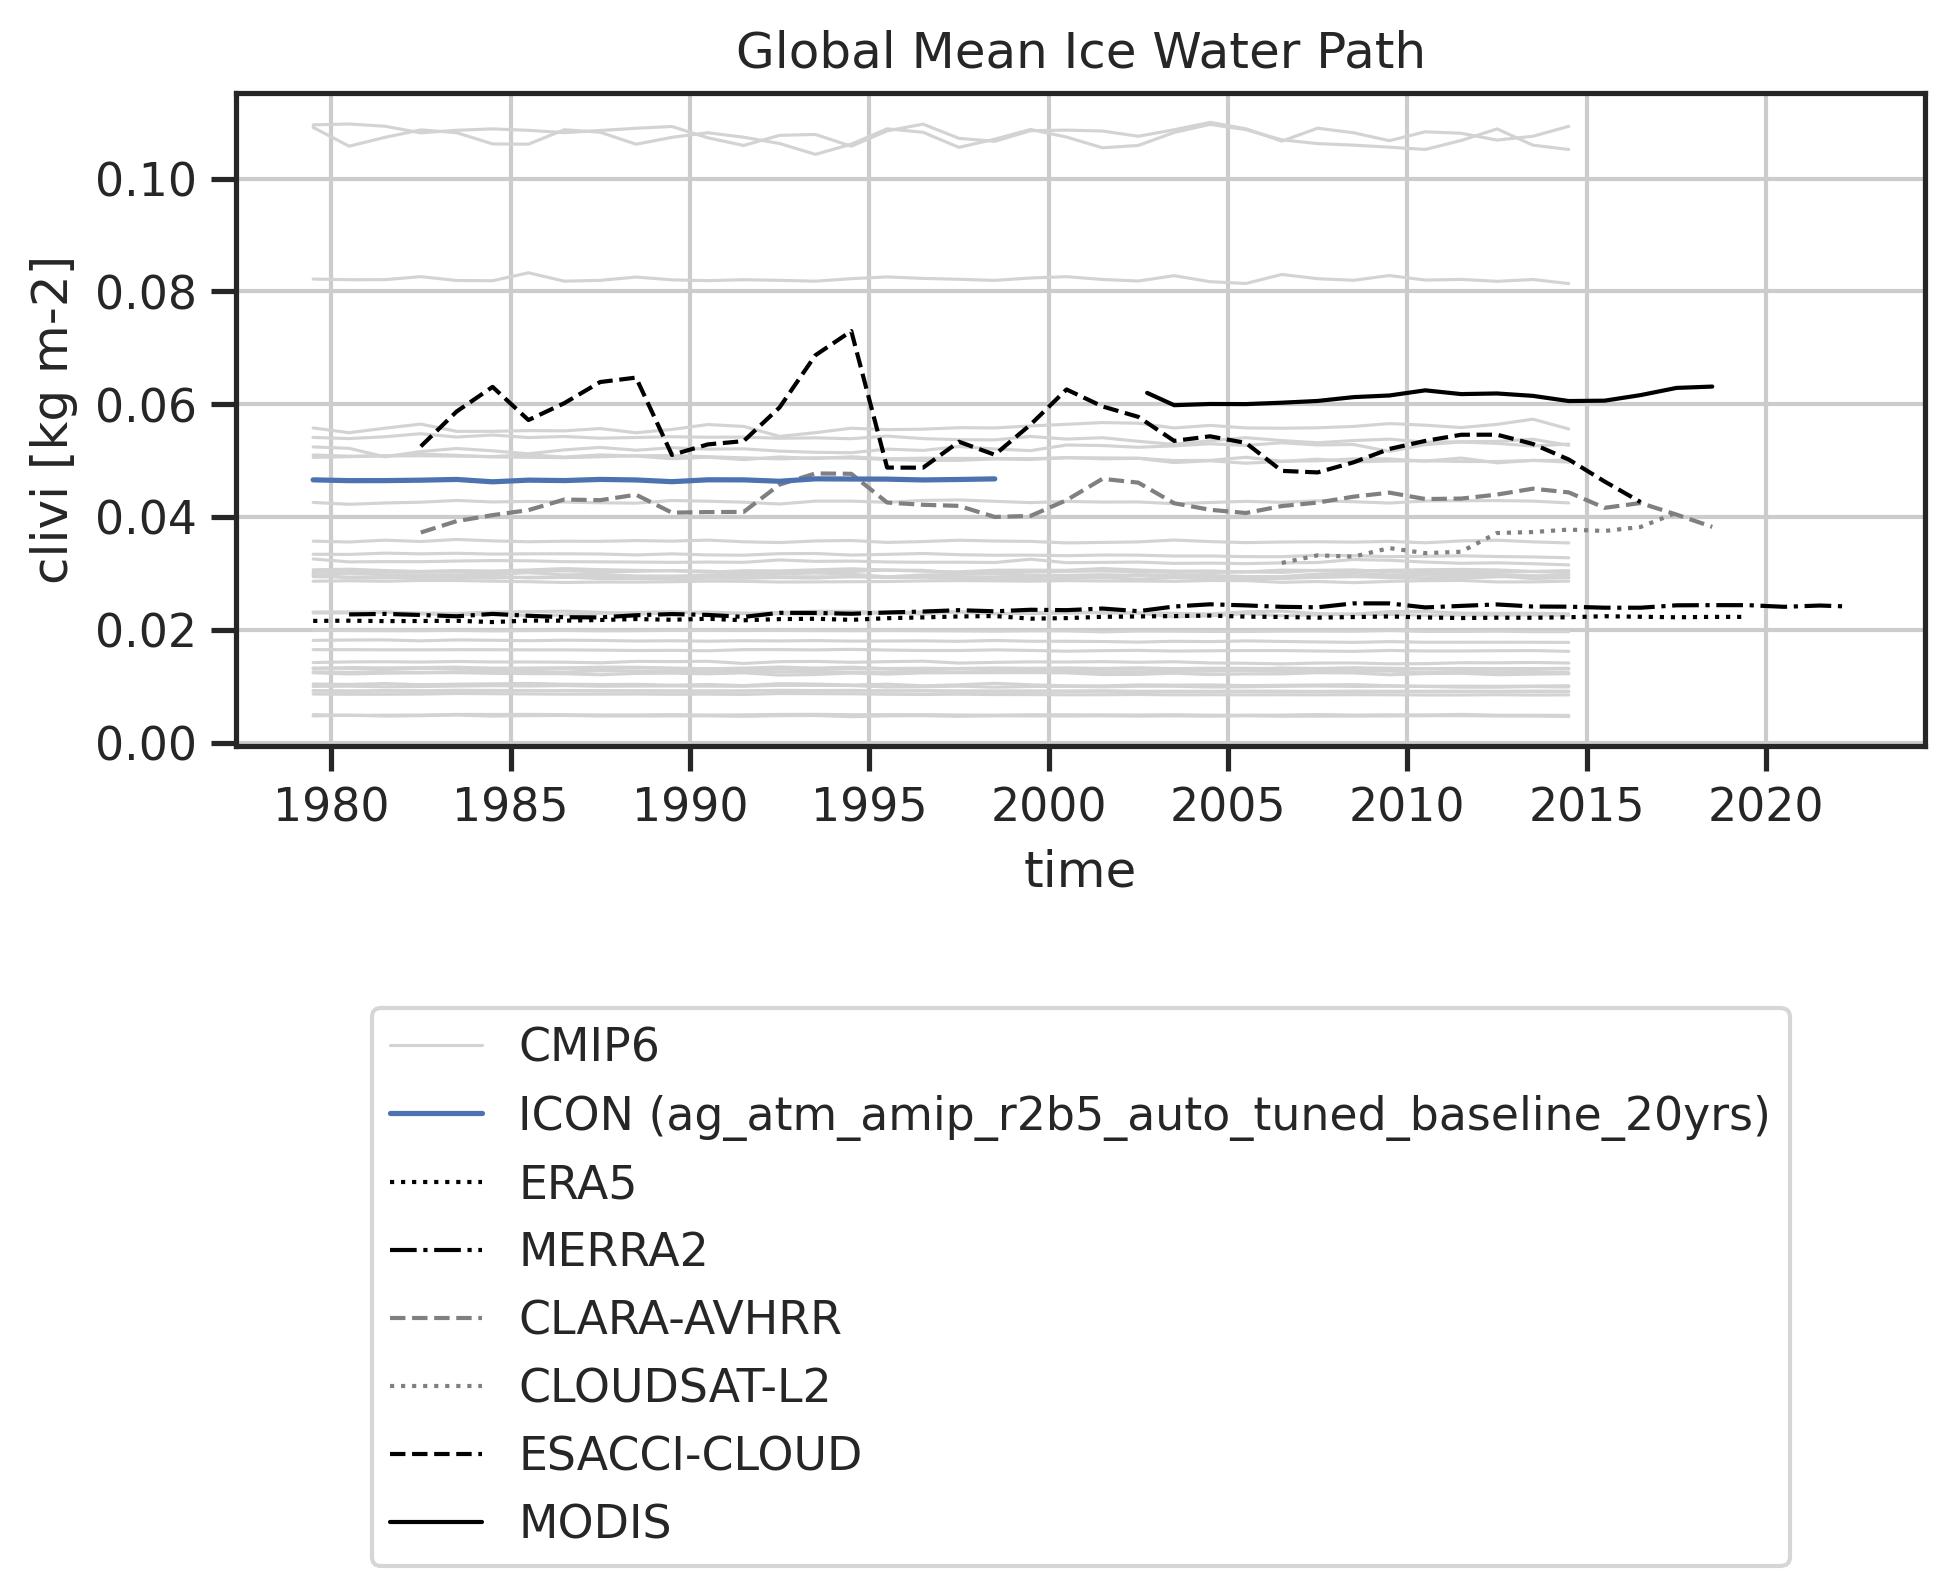 Global Mean Ice Water Path
clivi [kg m-2]
0.10
0.08
0.06
0.04
0.02
0.00
1980 1985 1990 1995 2000 2005 2010 2015 2020
time
CMIP6
ICON (ag_atm_amip_r2b5_auto_tuned_baseline_20yrs)
ERA5
MERRA2
CLARA-AVHRR
CLOUDSAT-L2
ESACCI-CLOUD
MODIS